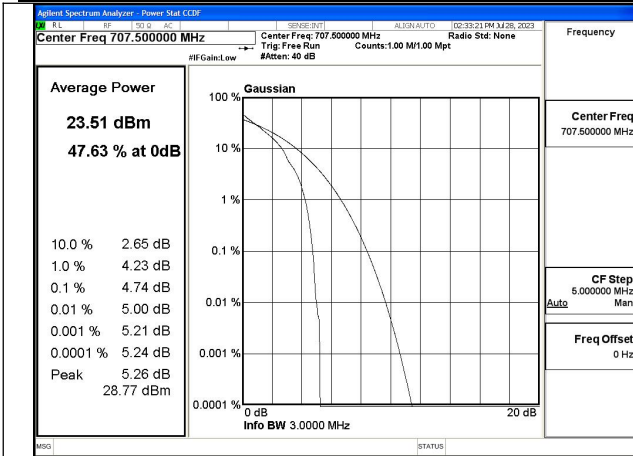 Agilent Spectrum Analyzer - Power Stat CCDF
RL RF 50 Ω AC SENSE:INT ALIGN AUTO 02:33:21 PM Jul 28, 2023
Center Freq 707.500000 MHz
Center Freq: 707.500000 MHz Radio Std: None
Trig: Free Run Counts:1.00 M/1.00 Mpt
#IFGain:Low #Atten: 40 dB
Frequency
Average Power
23.51 dBm
47.63 % at 0dB
10.0 % 2.65 dB
1.0 % 4.23 dB
0.1 % 4.74 dB
0.01 % 5.00 dB
0.001 % 5.21 dB
0.0001 % 5.24 dB
Peak 5.26 dB
28.77 dBm
Gaussian
100 %
10 %
1 %
0.1 %
0.01 %
0.001 %
0.0001 %
0 dB 20 dB
Info BW 3.0000 MHz
Center Freq
707.500000 MHz
CF Step
5.000000 MHz
Auto Man
Freq Offset
0 Hz
MSG STATUS